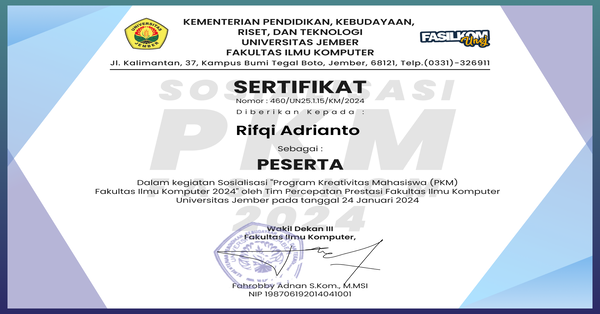 KEMENTERIAN PENDIDIKAN, KEBUDAYAAN,
RISET, DAN TEKNOLOGI
UNIVERSITAS JEMBER
FAKULTAS ILMU KOMPUTER
UNIVERSITAS
JEMBER
FASILKOM
Unej
Jl. Kalimantan, 37, Kampus Bumi Tegal Boto, Jember, 68121, Telp.(0331)-326911
SERTIFIKAT
Nomor : 460/UN25.1.15/KM/2024
Diberikan Kepada :
Rifqi Adrianto
Sebagai :
PESERTA
Dalam kegiatan Sosialisasi "Program Kreativitas Mahasiswa (PKM)
Fakultas Ilmu Komputer 2024" oleh Tim Percepatan Prestasi Fakultas Ilmu Komputer
Universitas Jember pada tanggal 24 Januari 2024
PKM
2024
Wakil Dekan III
Fakultas Ilmu Komputer,
Fahrobby Adnan S.Kom., M.MSI
NIP 198706192014041001